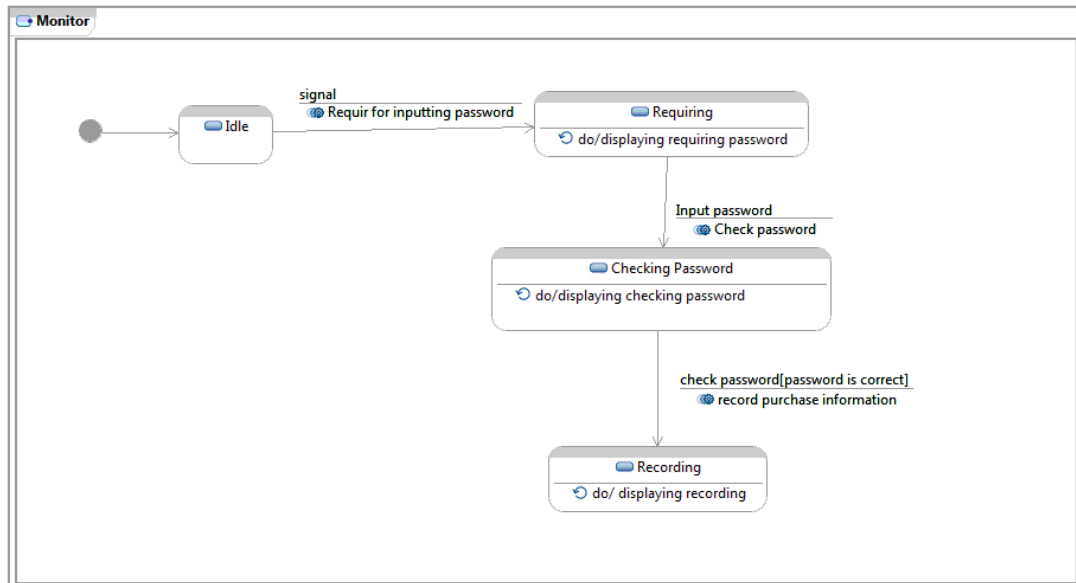 Monitor
signal
Requir for inputting password
Idle
Requiring
do/displaying requiring password
Input password
Check password
Checking Password
do/displaying checking password
check password[password is correct]
record purchase information
Recording
do/ displaying recording